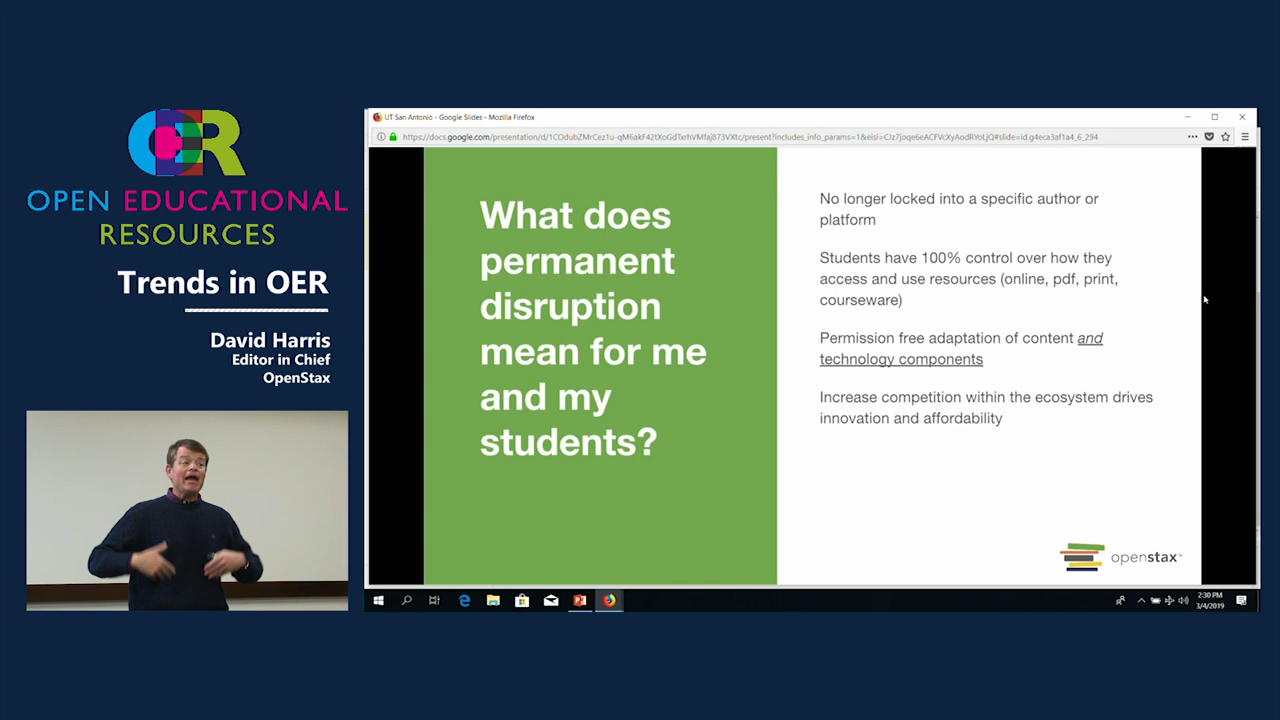 OER
OPEN EDUCATIONAL
RESOURCES
Trends in OER
David Harris
Editor in Chief
OpenStax
UT San Antonio - Google Slides - Mozilla Firefox
What does
permanent
disruption
mean for me
and my
students?
No longer locked into a specific author or
platform
Students have 100% control over how they
access and use resources (online, pdf, print,
courseware)
Permission free adaptation of content and
technology components
Increase competition within the ecosystem drives
innovation and affordability
openstax™
2:30 PM
3/4/2019